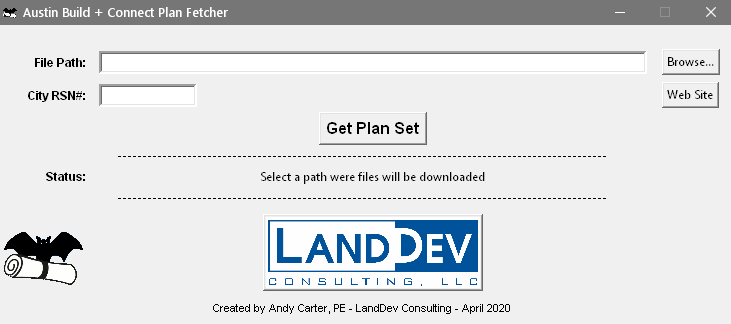 Austin Build + Connect Plan Fetcher
File Path:
Browse...
City RSN#:
Web Site
Get Plan Set
Status:
Select a path were files will be downloaded
LANDDEV
CONSULTING, LLC
Created by Andy Carter, PE - LandDev Consulting - April 2020